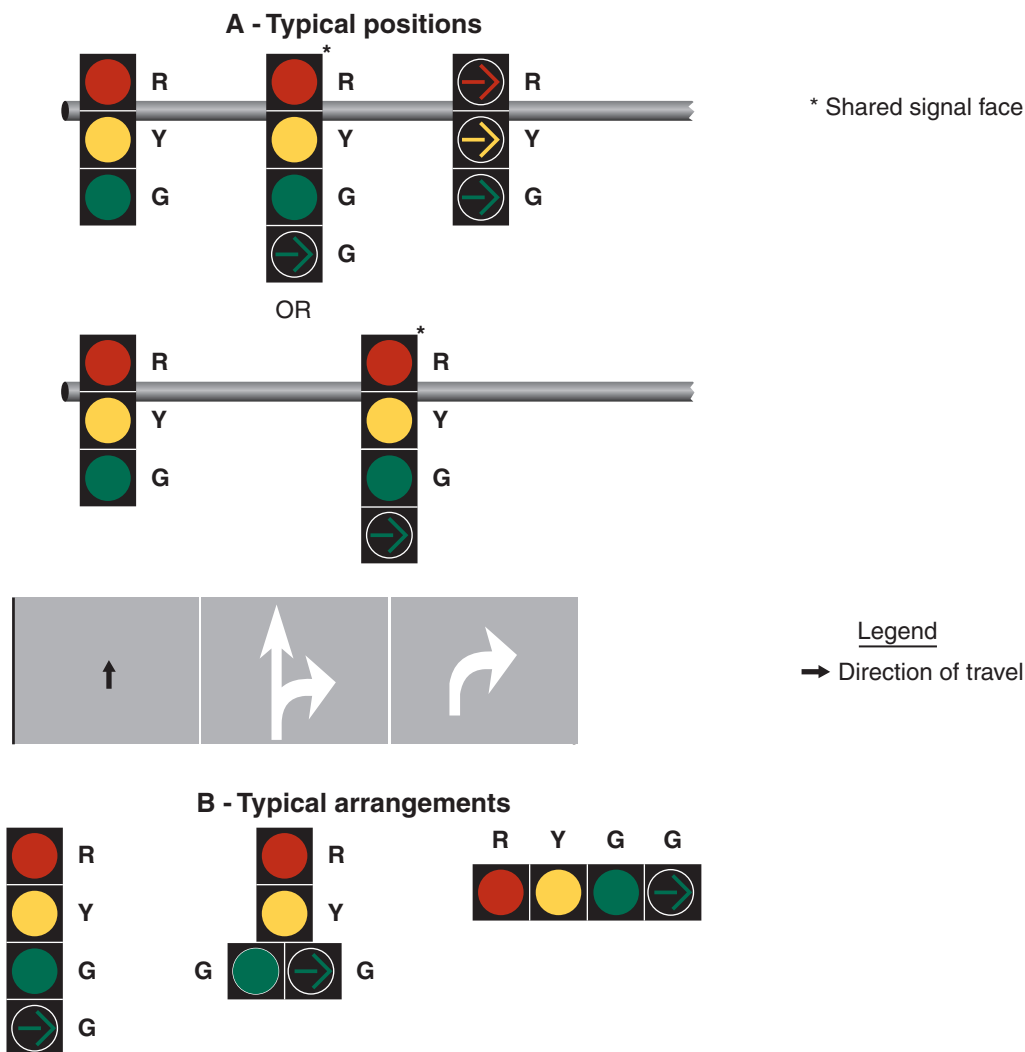 A - Typical positions
*
R R R
* Shared signal face
Y Y Y
G G G
G
OR
*
R R
Y Y
G G
Legend
Direction of travel
B - Typical arrangements
R R R Y G G
Y Y
G G G
G